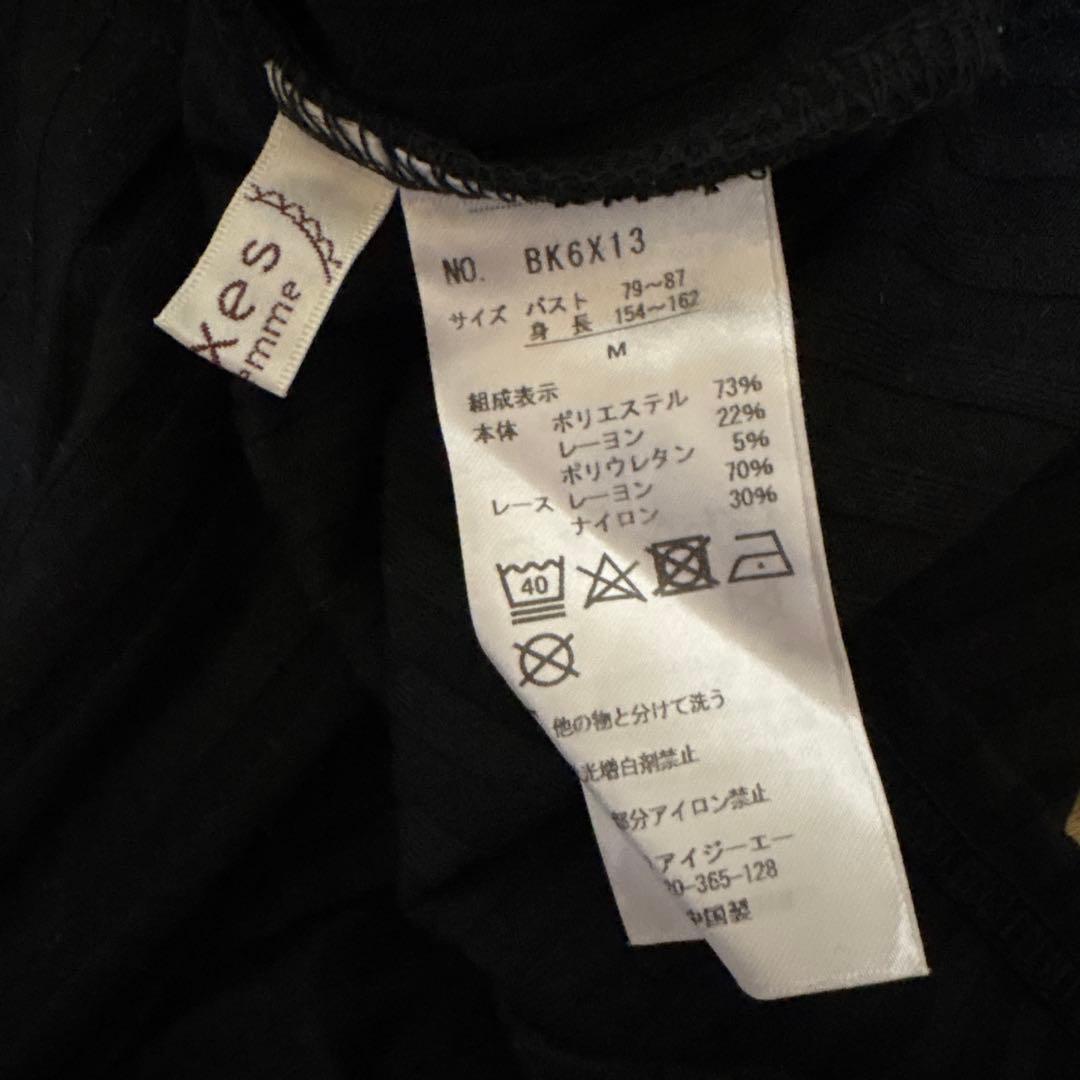 xes
mme
NO. BK6X13
サイズ バスト 79～87
身長 154～162
M
組成表示
本体 ポリエステル 73%
レーヨン 22%
ポリウレタン 5%
レース レーヨン 70%
ナイロン 30%
40
他の物と分けて洗う
光増白剤禁止
部分アイロン禁止
アイジーエー
20-365-128
中国製